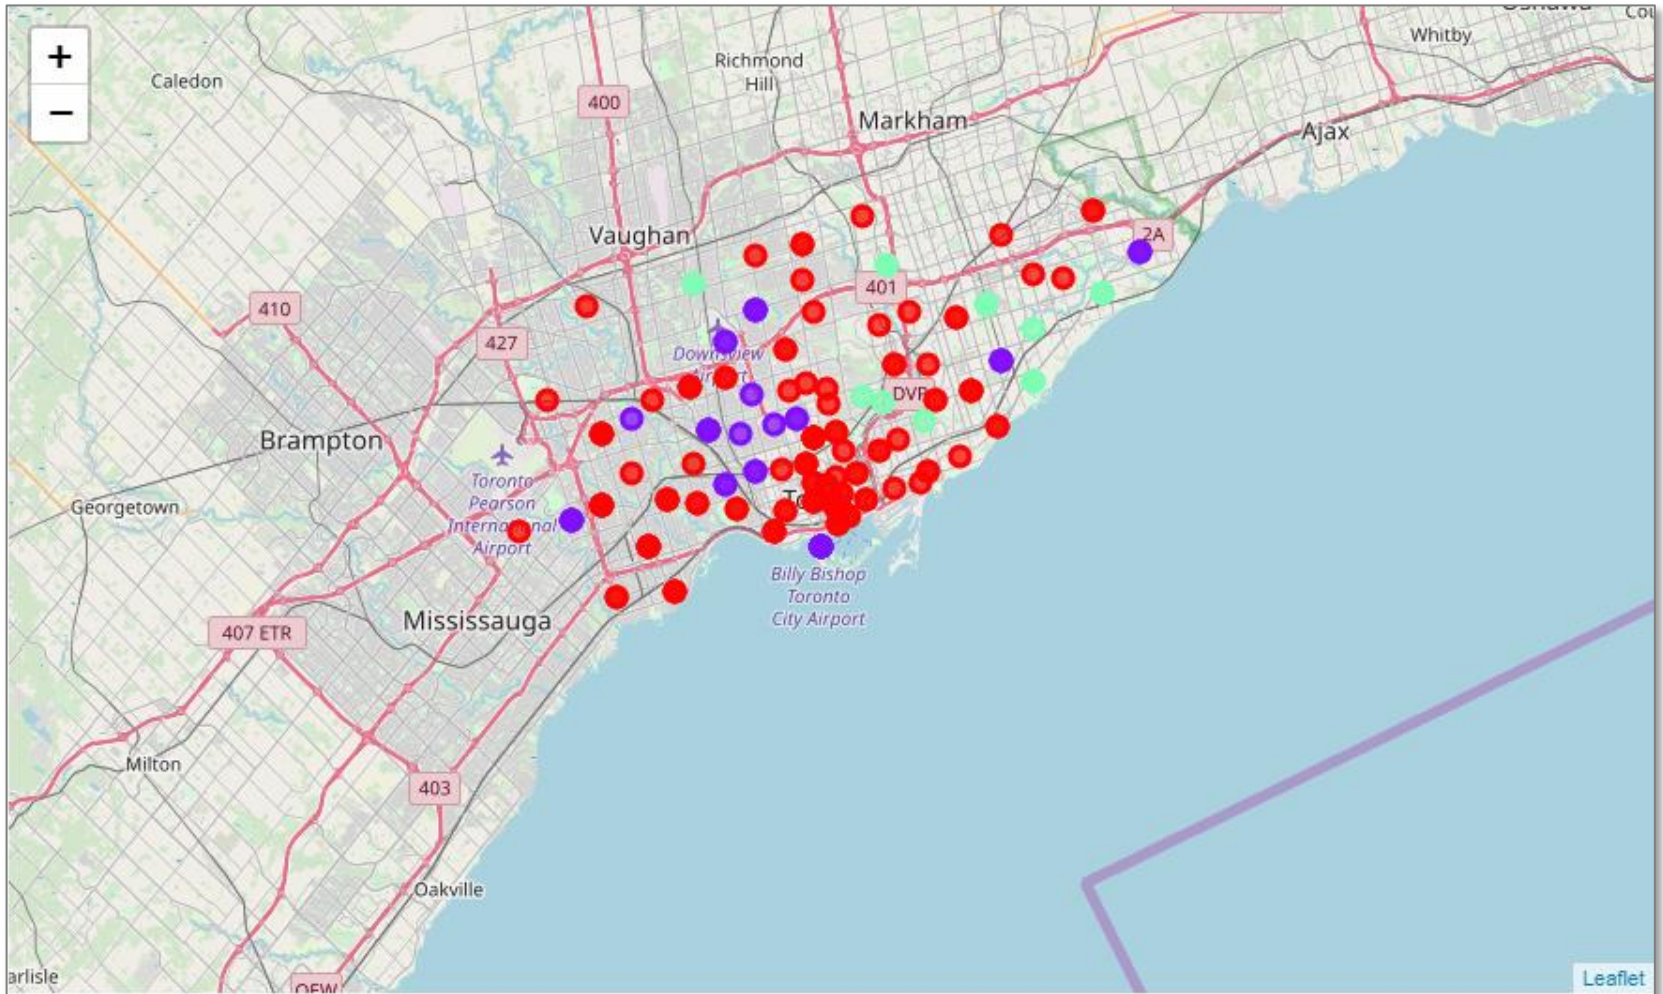 +
−
Caledon
400
Richmond
Hill
Whitby
Markham
Ajax
Vaughan
2A
410
401
427
Brampton
DVP
Toronto
Pearson
International
Airport
Georgetown
Billy Bishop
Toronto
City Airport
Mississauga
407 ETR
Milton
403
Oakville
arlisle
QEW
Leaflet